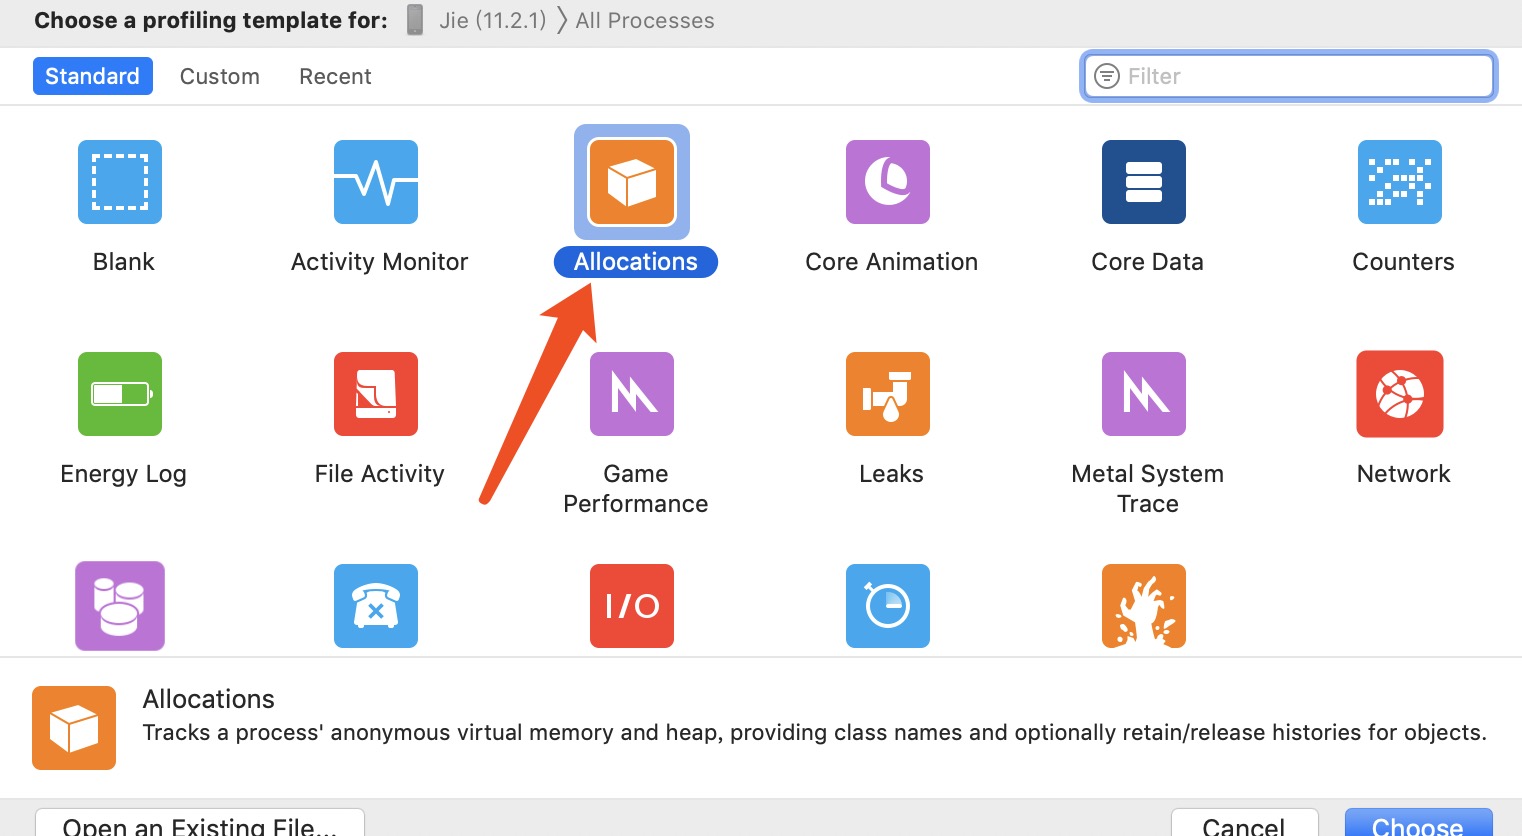 Choose a profiling template for: Jie (11.2.1) 〉 All Processes
Standard Custom Recent Filter
Blank Activity Monitor Allocations Core Animation Core Data Counters
Energy Log File Activity Game Leaks Metal System Network
Performance Trace
I/O
Allocations
Tracks a process' anonymous virtual memory and heap, providing class names and optionally retain/release histories for objects.
Open an Existing File... Cancel Choose